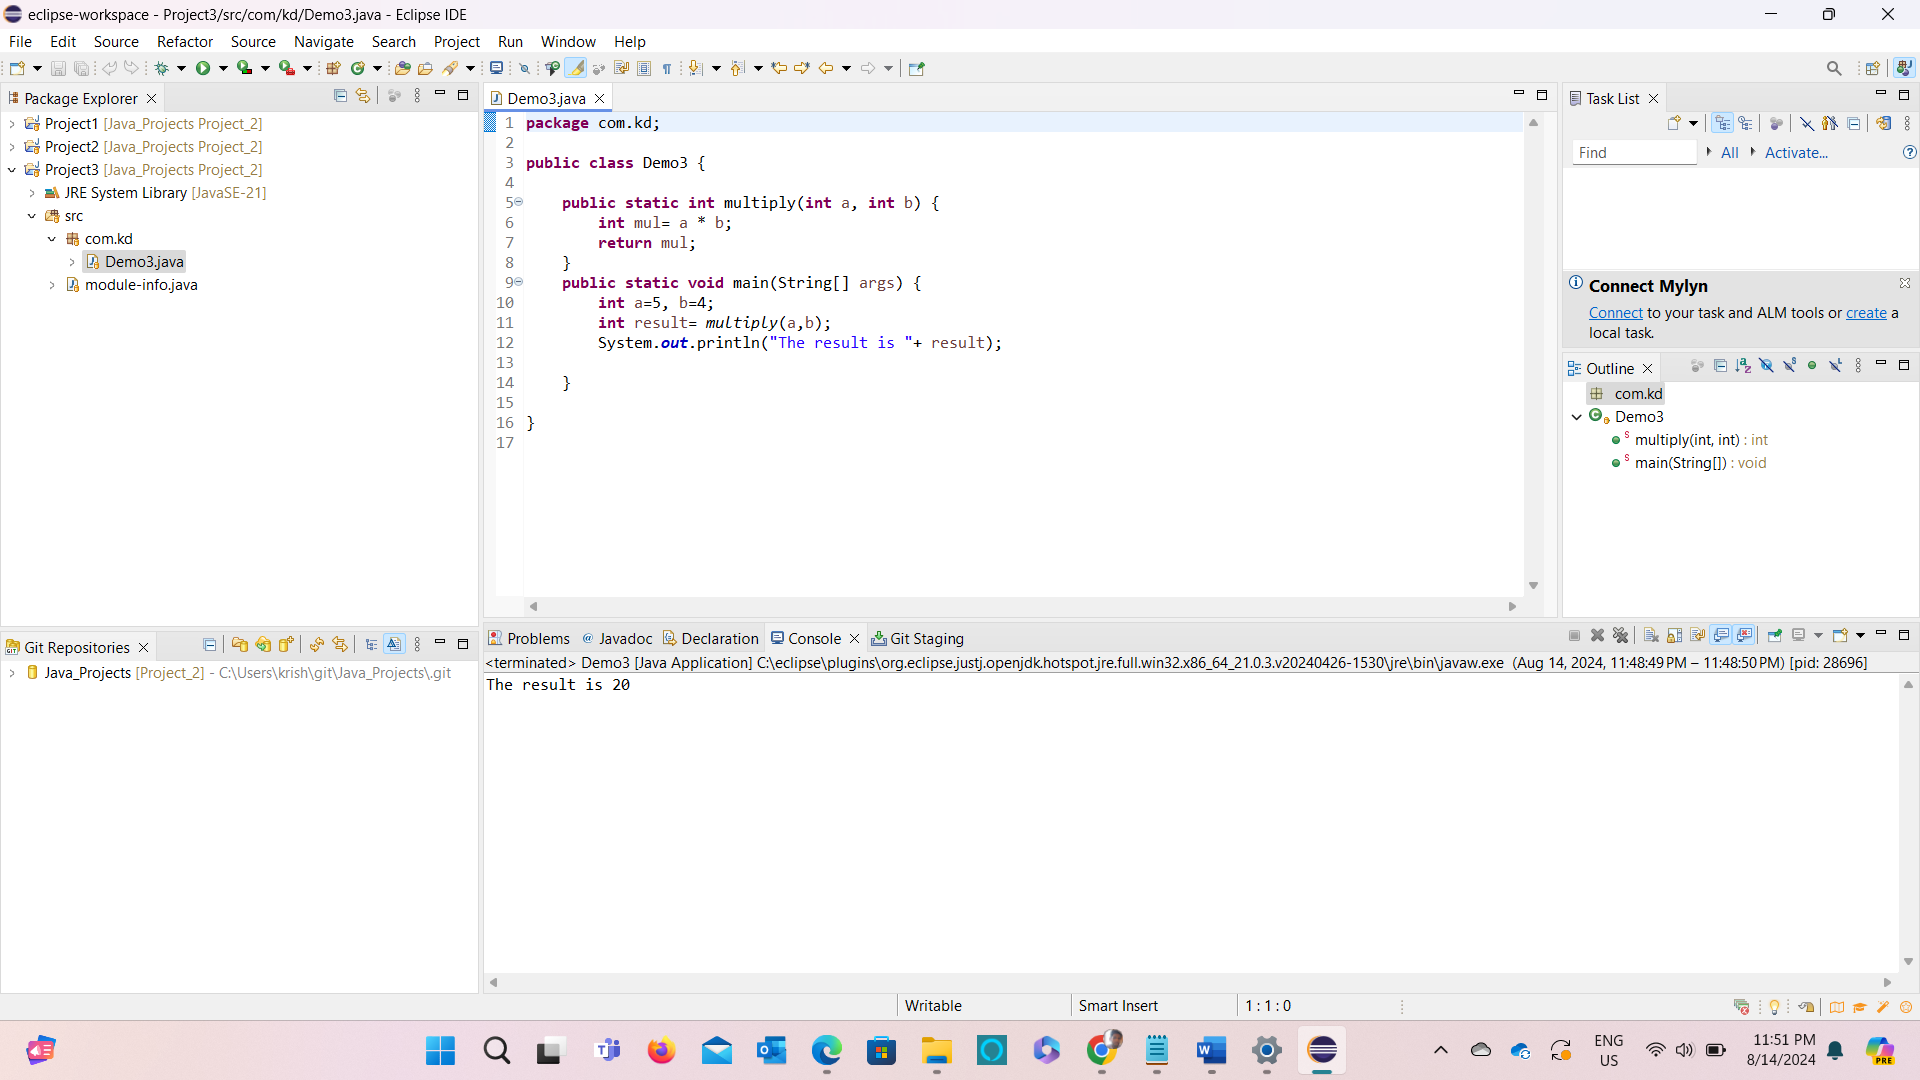 eclipse-workspace - Project3/src/com/kd/Demo3.java - Eclipse IDE
File Edit Source Refactor Source Navigate Search Project Run Window Help
Package Explorer
Project1 [Java_Projects Project_2]
Project2 [Java_Projects Project_2]
Project3 [Java_Projects Project_2]
JRE System Library [JavaSE-21]
src
com.kd
Demo3.java
module-info.java
Demo3.java
1 package com.kd;
2
3 public class Demo3 {
4
5 public static int multiply(int a, int b) {
6 int mul= a * b;
7 return mul;
8 }
9 public static void main(String[] args) {
10 int a=5, b=4;
11 int result= multiply(a,b);
12 System.out.println("The result is "+ result);
13
14 }
15
16 }
17
Task List
Find All Activate...
Connect Mylyn
Connect to your task and ALM tools or create a
local task.
Outline
com.kd
Demo3
multiply(int, int) : int
main(String[]) : void
Git Repositories
Java_Projects [Project_2] - C:\Users\krish\git\Java_Projects\.git
Problems Javadoc Declaration Console Git Staging
<terminated> Demo3 [Java Application] C:\eclipse\plugins\org.eclipse.justj.openjdk.hotspot.jre.full.win32.x86_64_21.0.3.v20240426-1530\jre\bin\javaw.exe (Aug 14, 2024, 11:48:49 PM – 11:48:50 PM) [pid: 28696]
The result is 20
Writable Smart Insert 1 : 1 : 0
ENG
US
11:51 PM
8/14/2024
PRE